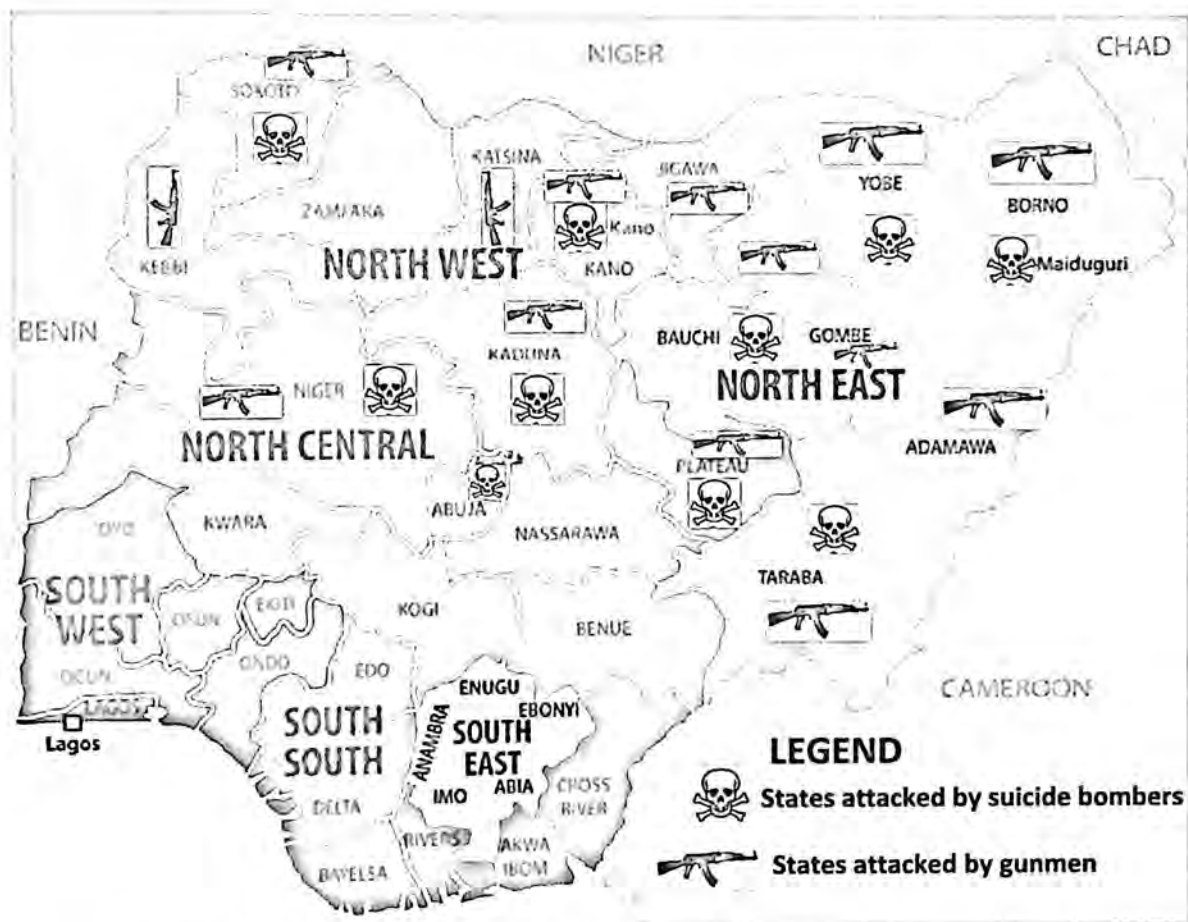 NIGER
CHAD
SOKOTO
KATSINA
JIGAWA
YOBE
BORNO
ZAMFARA
Kano
KEBBI
NORTH WEST
KANO
Maiduguri
BENIN
BAUCHI
GOMBE
KADUNA
NORTH EAST
NIGER
NORTH CENTRAL
ADAMAWA
PLATEAU
ABUJA
KWARA
NASSARAWA
OYO
TARABA
SOUTH
WEST
OSUN
EKITI
KOGI
BENUE
ONDO
EDO
OGUN
LAGOS
Lagos
ENUGU
EBONYI
CAMEROON
SOUTH
SOUTH
ANAMBRA
SOUTH
EAST
IMO
ABIA
CROSS
RIVER
DELTA
RIVERS
AKWA
IBOM
BAYELSA
LEGEND
States attacked by suicide bombers
States attacked by gunmen